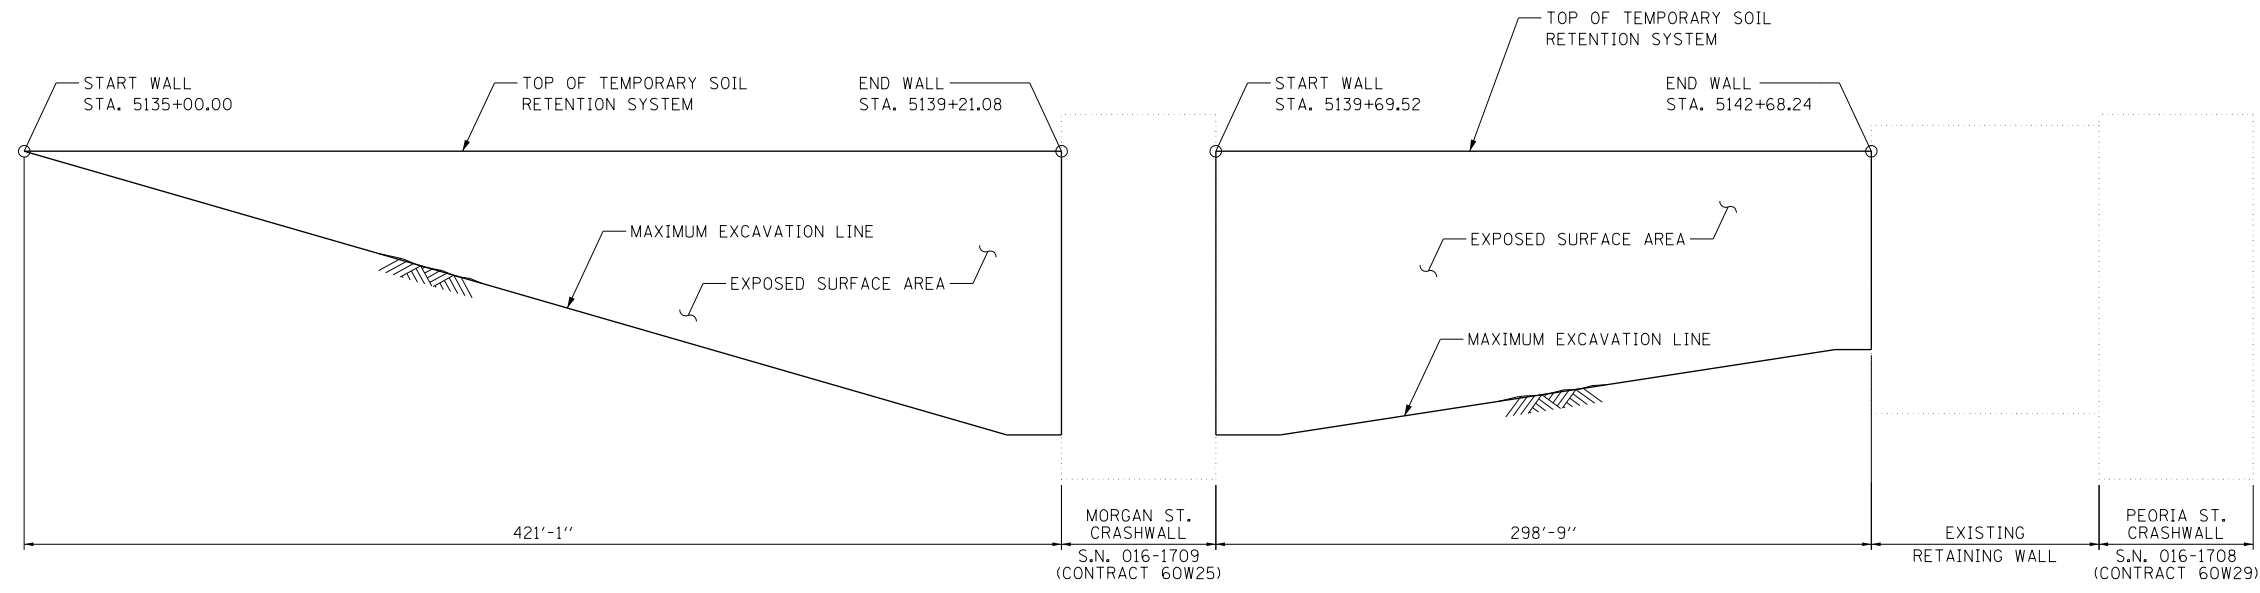 TOP OF TEMPORARY SOIL
RETENTION SYSTEM
START WALL
STA. 5135+00.00
TOP OF TEMPORARY SOIL
RETENTION SYSTEM
END WALL
STA. 5139+21.08
START WALL
STA. 5139+69.52
END WALL
STA. 5142+68.24
MAXIMUM EXCAVATION LINE
EXPOSED SURFACE AREA
EXPOSED SURFACE AREA
MAXIMUM EXCAVATION LINE
421'-1''
MORGAN ST.
CRASHWALL
S.N. 016-1709
(CONTRACT 60W25)
298'-9''
EXISTING
RETAINING WALL
PEORIA ST.
CRASHWALL
S.N. 016-1708
(CONTRACT 60W29)